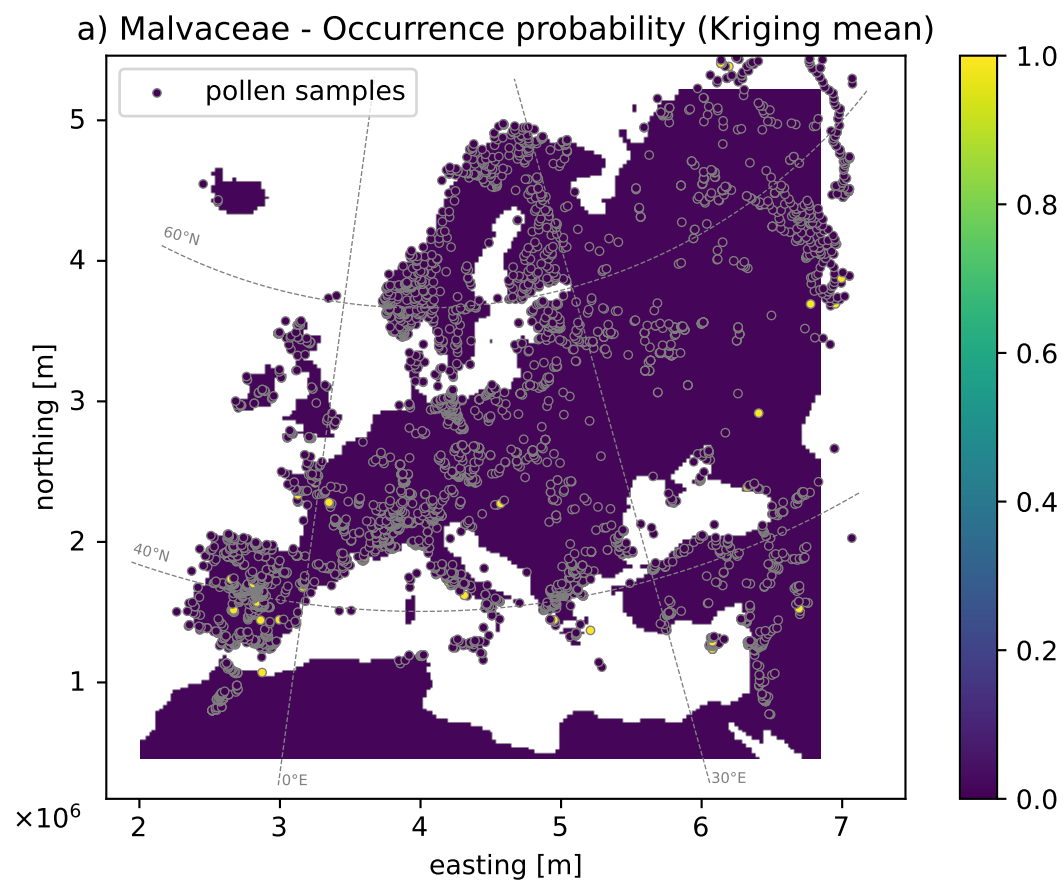 a) Malvaceae - Occurrence probability (Kriging mean)
pollen samples
60°N
40°N
0°E
30°E
5
4
3
2
1
northing [m]
×10⁶
2 3 4 5 6 7
easting [m]
1.0
0.8
0.6
0.4
0.2
0.0